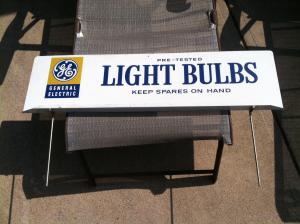 PRE-TESTED
LIGHT BULBS
KEEP SPARES ON HAND
GE
GENERAL
ELECTRIC